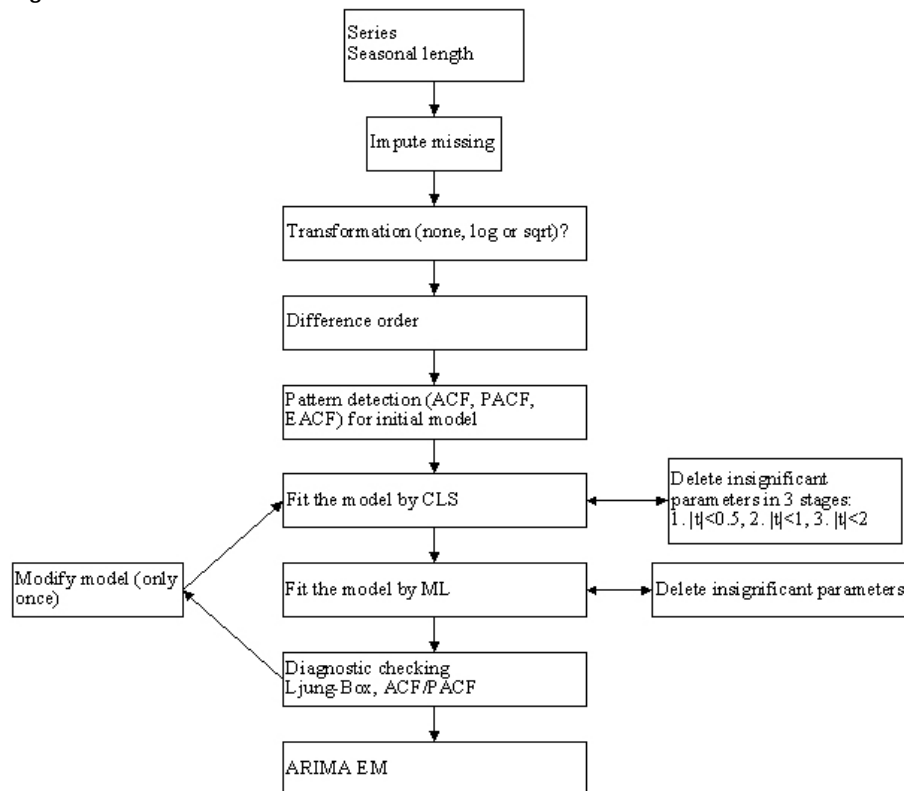 Series
Seasonal length
Impute missing
Transformation (none, log or sqrt)?
Difference order
Pattern detection (ACF, PACF,
EACF) for initial model
Fit the model by CLS
Delete insignificant
parameters in 3 stages:
1. |t|<0.5, 2. |t|<1, 3. |t|<2
Modify model (only
once)
Fit the model by ML
Delete insignificant parameters
Diagnostic checking
Ljung-Box, ACF/PACF
ARIMA EM